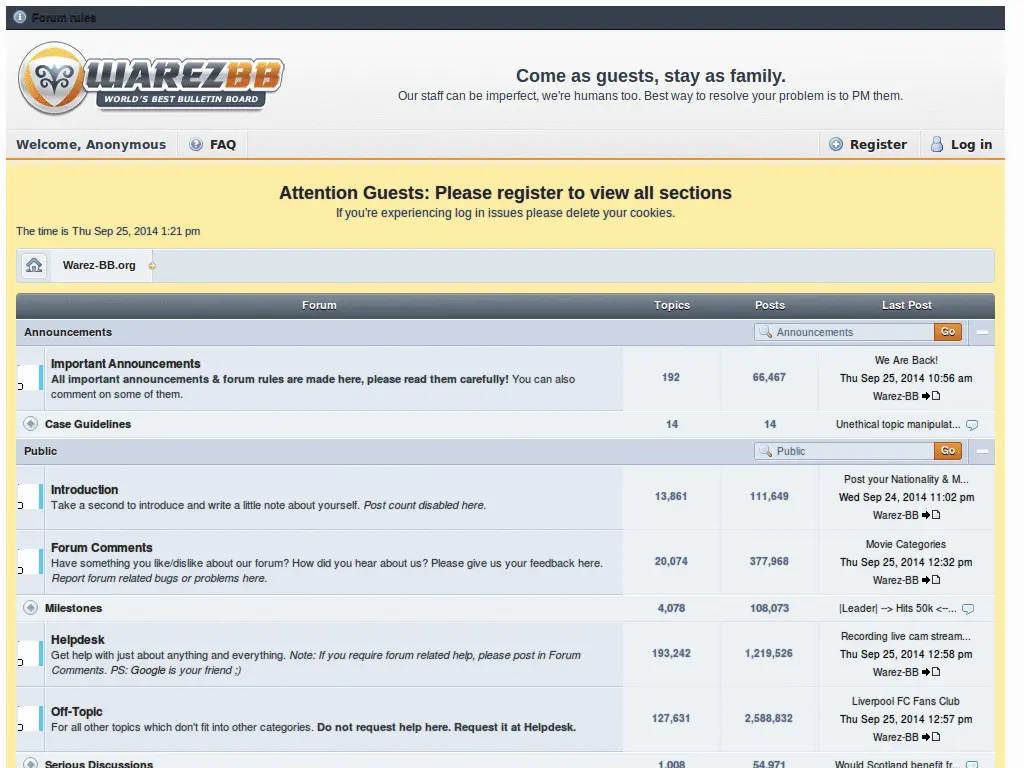 Forum rules
WAREZBB
WORLD'S BEST BULLETIN BOARD
Come as guests, stay as family.
Our staff can be imperfect, we're humans too. Best way to resolve your problem is to PM them.
Welcome, Anonymous FAQ Register Log in
Attention Guests: Please register to view all sections
If you're experiencing log in issues please delete your cookies.
The time is Thu Sep 25, 2014 1:21 pm
Warez-BB.org
Forum Topics Posts Last Post
Announcements Announcements Go
Important Announcements
All important announcements & forum rules are made here, please read them carefully! You can also
comment on some of them.
192 66,467
We Are Back!
Thu Sep 25, 2014 10:56 am
Warez-BB
Case Guidelines 14 14 Unethical topic manipulat...
Public Public Go
Introduction
Take a second to introduce and write a little note about yourself. Post count disabled here.
13,861 111,649
Post your Nationality & M...
Wed Sep 24, 2014 11:02 pm
Warez-BB
Forum Comments
Have something you like/dislike about our forum? How did you hear about us? Please give us your feedback here.
Report forum related bugs or problems here.
20,074 377,968
Movie Categories
Thu Sep 25, 2014 12:32 pm
Warez-BB
Milestones 4,078 108,073 |Leader| --> Hits 50k <--...
Helpdesk
Get help with just about anything and everything. Note: If you require forum related help, please post in Forum
Comments. PS: Google is your friend ;)
193,242 1,219,526
Recording live cam stream...
Thu Sep 25, 2014 12:58 pm
Warez-BB
Off-Topic
For all other topics which don't fit into other categories. Do not request help here. Request it at Helpdesk.
127,631 2,588,832
Liverpool FC Fans Club
Thu Sep 25, 2014 12:57 pm
Warez-BB
Serious Discussions 1,008 54,971 Would Scotland benefit fr...